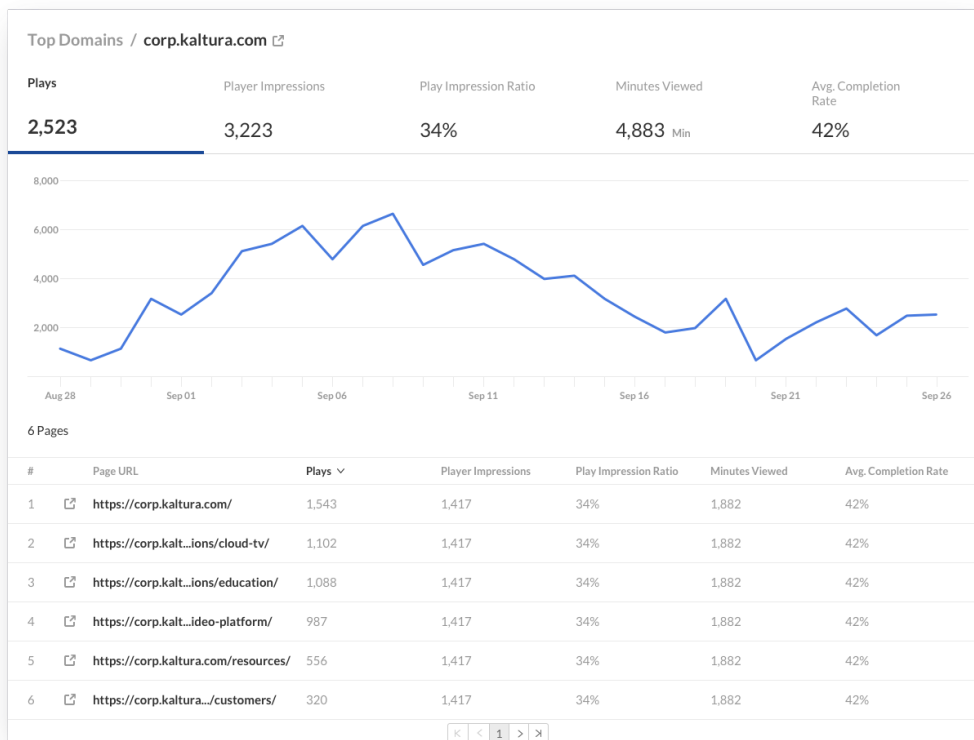 Top Domains / corp.kaltura.com
Plays Player Impressions Play Impression Ratio Minutes Viewed Avg. Completion Rate
2,523 3,223 34% 4,883 Min 42%
8,000
6,000
4,000
2,000
Aug 28 Sep 01 Sep 06 Sep 11 Sep 16 Sep 21 Sep 26
6 Pages
# Page URL Plays Player Impressions Play Impression Ratio Minutes Viewed Avg. Completion Rate
1 https://corp.kaltura.com/ 1,543 1,417 34% 1,882 42%
2 https://corp.kalt...ions/cloud-tv/ 1,102 1,417 34% 1,882 42%
3 https://corp.kalt...ions/education/ 1,088 1,417 34% 1,882 42%
4 https://corp.kalt...ideo-platform/ 987 1,417 34% 1,882 42%
5 https://corp.kaltura.com/resources/ 556 1,417 34% 1,882 42%
6 https://corp.kaltura.../customers/ 320 1,417 34% 1,882 42%
1